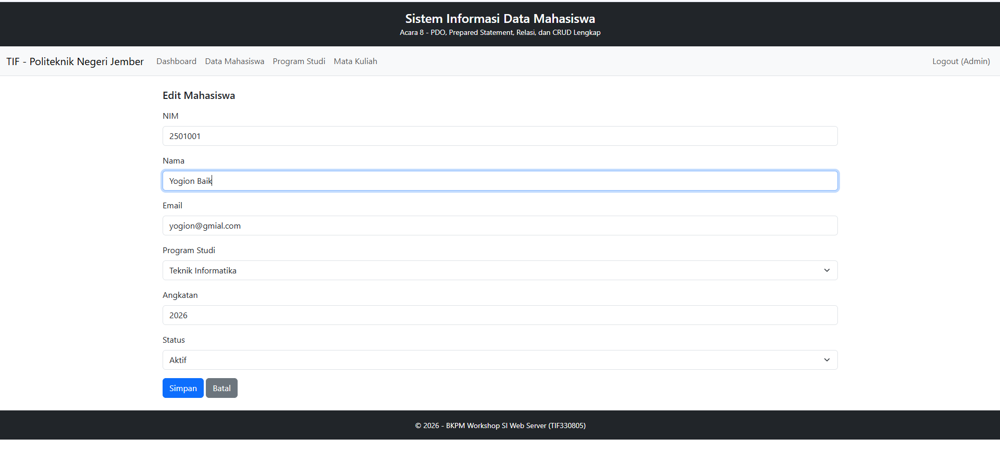 Sistem Informasi Data Mahasiswa
Acara 8 - PDO, Prepared Statement, Relasi, dan CRUD Lengkap
TIF - Politeknik Negeri Jember Dashboard Data Mahasiswa Program Studi Mata Kuliah Logout (Admin)
Edit Mahasiswa
NIM
2501001
Nama
Yogion Baik
Email
yogion@gmial.com
Program Studi
Teknik Informatika
Angkatan
2026
Status
Aktif
Simpan Batal
© 2026 - BKPM Workshop SI Web Server (TIF330805)